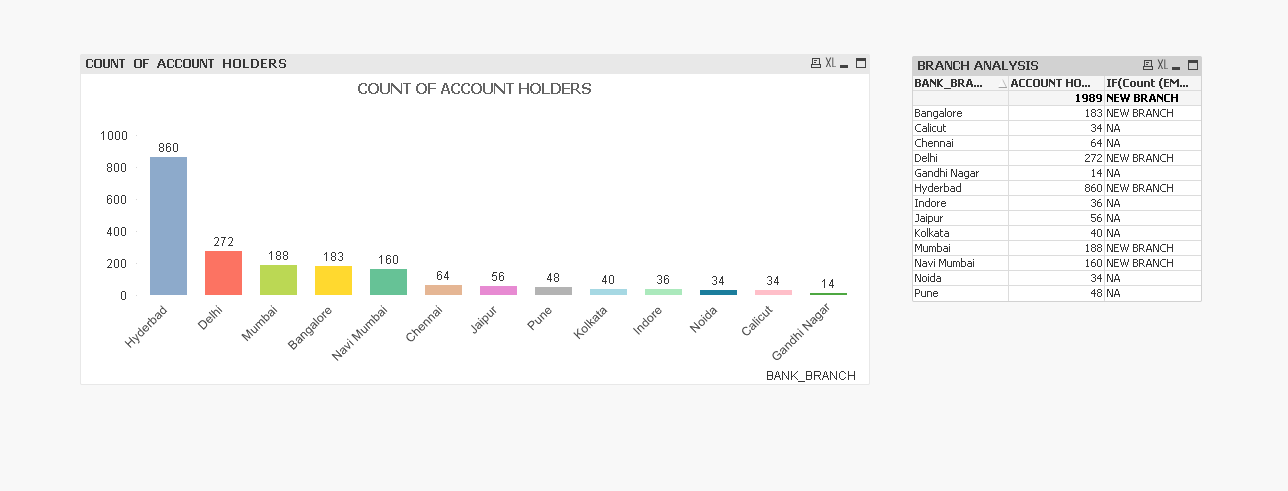 COUNT OF ACCOUNT HOLDERS XL
COUNT OF ACCOUNT HOLDERS
1000
800
600
400
200
0
860
272
188
183
160
64
56
48
40
36
34
34
14
Hyderbad
Delhi
Mumbai
Bangalore
Navi Mumbai
Chennai
Jaipur
Pune
Kolkata
Indore
Noida
Calicut
Gandhi Nagar
BANK_BRANCH
BRANCH ANALYSIS XL
BANK_BRA... ACCOUNT HO... IF(Count (EM...
1989 NEW BRANCH
Bangalore 183 NEW BRANCH
Calicut 34 NA
Chennai 64 NA
Delhi 272 NEW BRANCH
Gandhi Nagar 14 NA
Hyderbad 860 NEW BRANCH
Indore 36 NA
Jaipur 56 NA
Kolkata 40 NA
Mumbai 188 NEW BRANCH
Navi Mumbai 160 NEW BRANCH
Noida 34 NA
Pune 48 NA